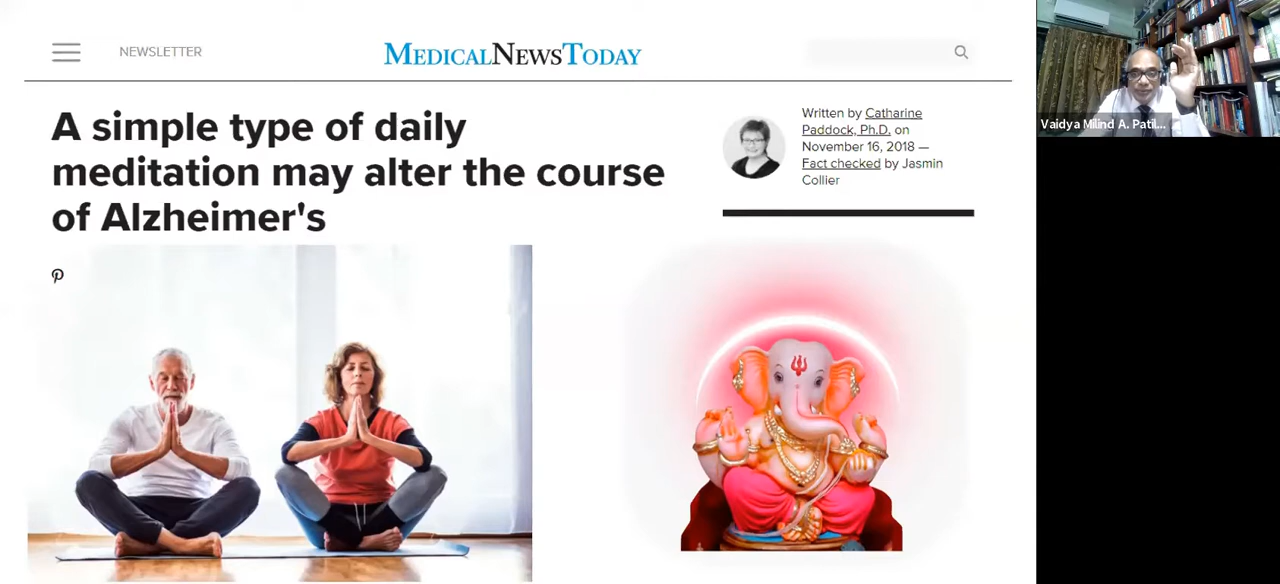 NEWSLETTER
MEDICALNEWSTODAY
A simple type of daily
meditation may alter the course
of Alzheimer's
Written by Catharine
Paddock, Ph.D. on
November 16, 2018 —
Fact checked by Jasmin
Collier
Vaidya Milind A. Patil...